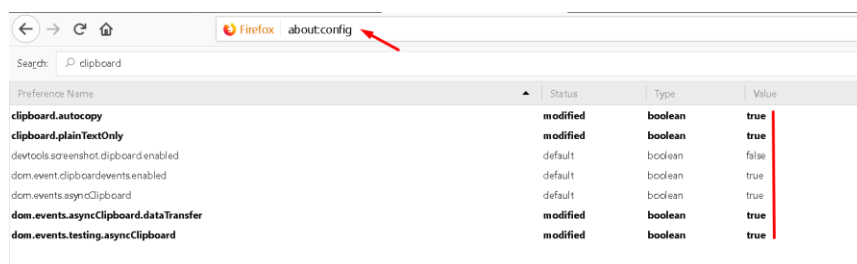 Firefox about:config
Search: clipboard
Preference Name Status Type Value
clipboard.autocopy modified boolean true
clipboard.plainTextOnly modified boolean true
devtools.screenshot.clipboard.enabled default boolean false
dom.event.clipboardevents.enabled default boolean true
dom.events.asyncClipboard default boolean true
dom.events.asyncClipboard.dataTransfer modified boolean true
dom.events.testing.asyncClipboard modified boolean true